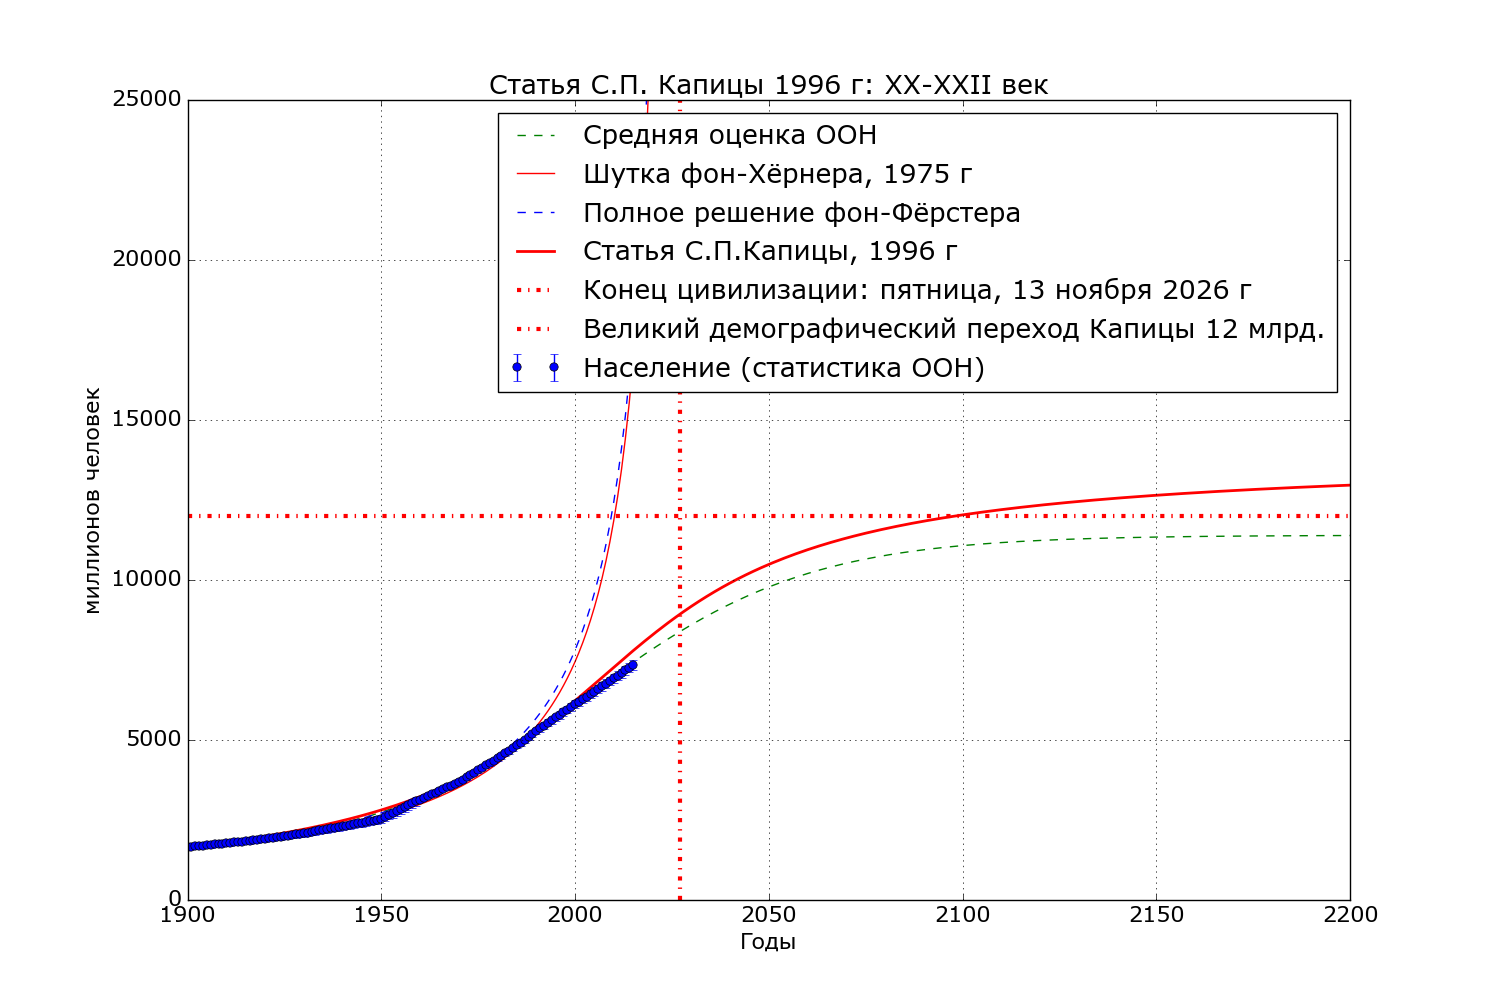 Статья С.П. Капицы 1996 г: XX-XXII век
25000
20000
15000
10000
5000
0
миллионов человек
Средняя оценка ООН
Шутка фон-Хёрнера, 1975 г
Полное решение фон-Фёрстера
Статья С.П.Капицы, 1996 г
Конец цивилизации: пятница, 13 ноября 2026 г
Великий демографический переход Капицы 12 млрд.
Население (статистика ООН)
1900 1950 2000 2050 2100 2150 2200
Годы